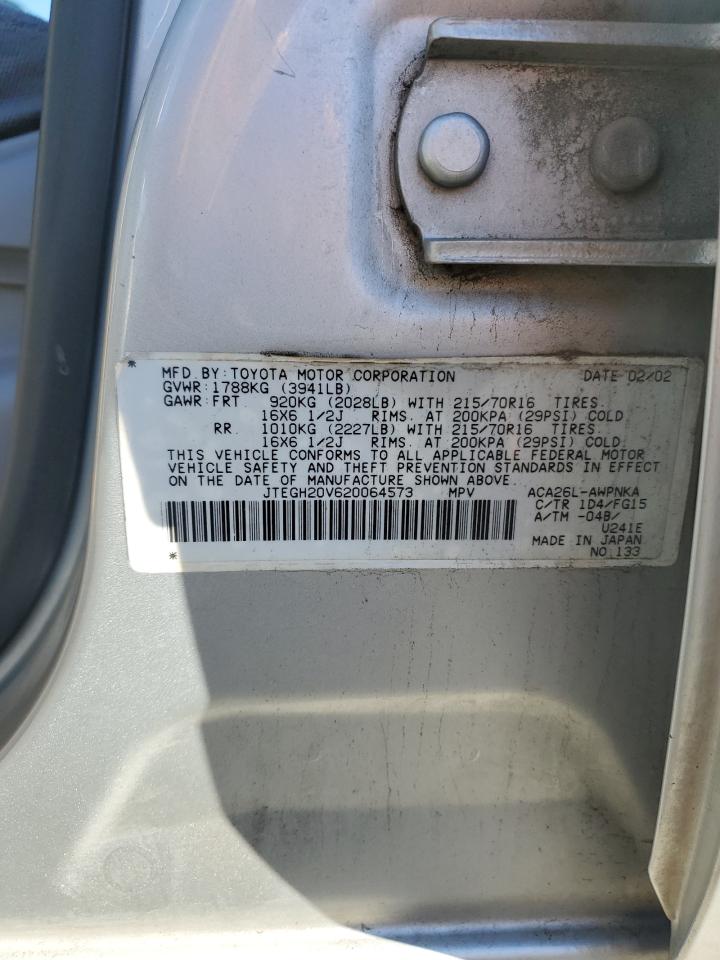 MFD BY: TOYOTA MOTOR CORPORATION DATE 02/02
GVWR: 1788KG (3941LB)
GAWR: FRT 920KG (2028LB) WITH 215/70R16 TIRES.
16X6 1/2J RIMS. AT 200KPA (29PSI) COLD
RR. 1010KG (2227LB) WITH 215/70R16 TIRES.
16X6 1/2J RIMS. AT 200KPA (29PSI) COLD
THIS VEHICLE CONFORMS TO ALL APPLICABLE FEDERAL MOTOR
VEHICLE SAFETY AND THEFT PREVENTION STANDARDS IN EFFECT
ON THE DATE OF MANUFACTURE SHOWN ABOVE.
JTEGH20V620064573 MPV ACA26L-AWPNKA
C/TR 1D4/FG15
A/TM -04B/
U241E
MADE IN JAPAN
NO.133